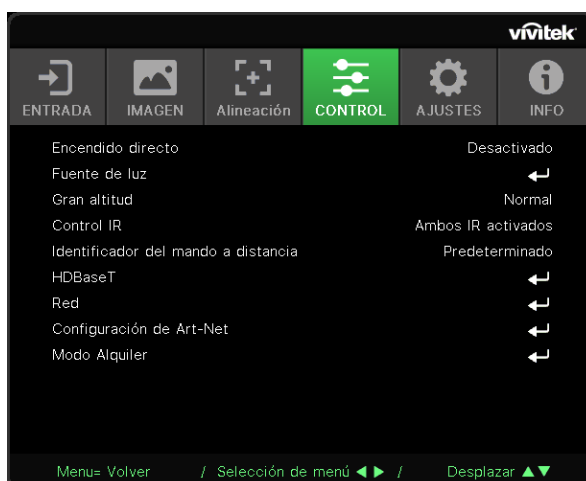 vivitek
ENTRADA IMAGEN Alineación CONTROL AJUSTES INFO
Encendido directo Desactivado
Fuente de luz
Gran altitud Normal
Control IR Ambos IR activados
Identificador del mando a distancia Predeterminado
HDBaseT
Red
Configuración de Art-Net
Modo Alquiler
Menu= Volver / Selección de menú ◀ ▶ / Desplazar ▲▼